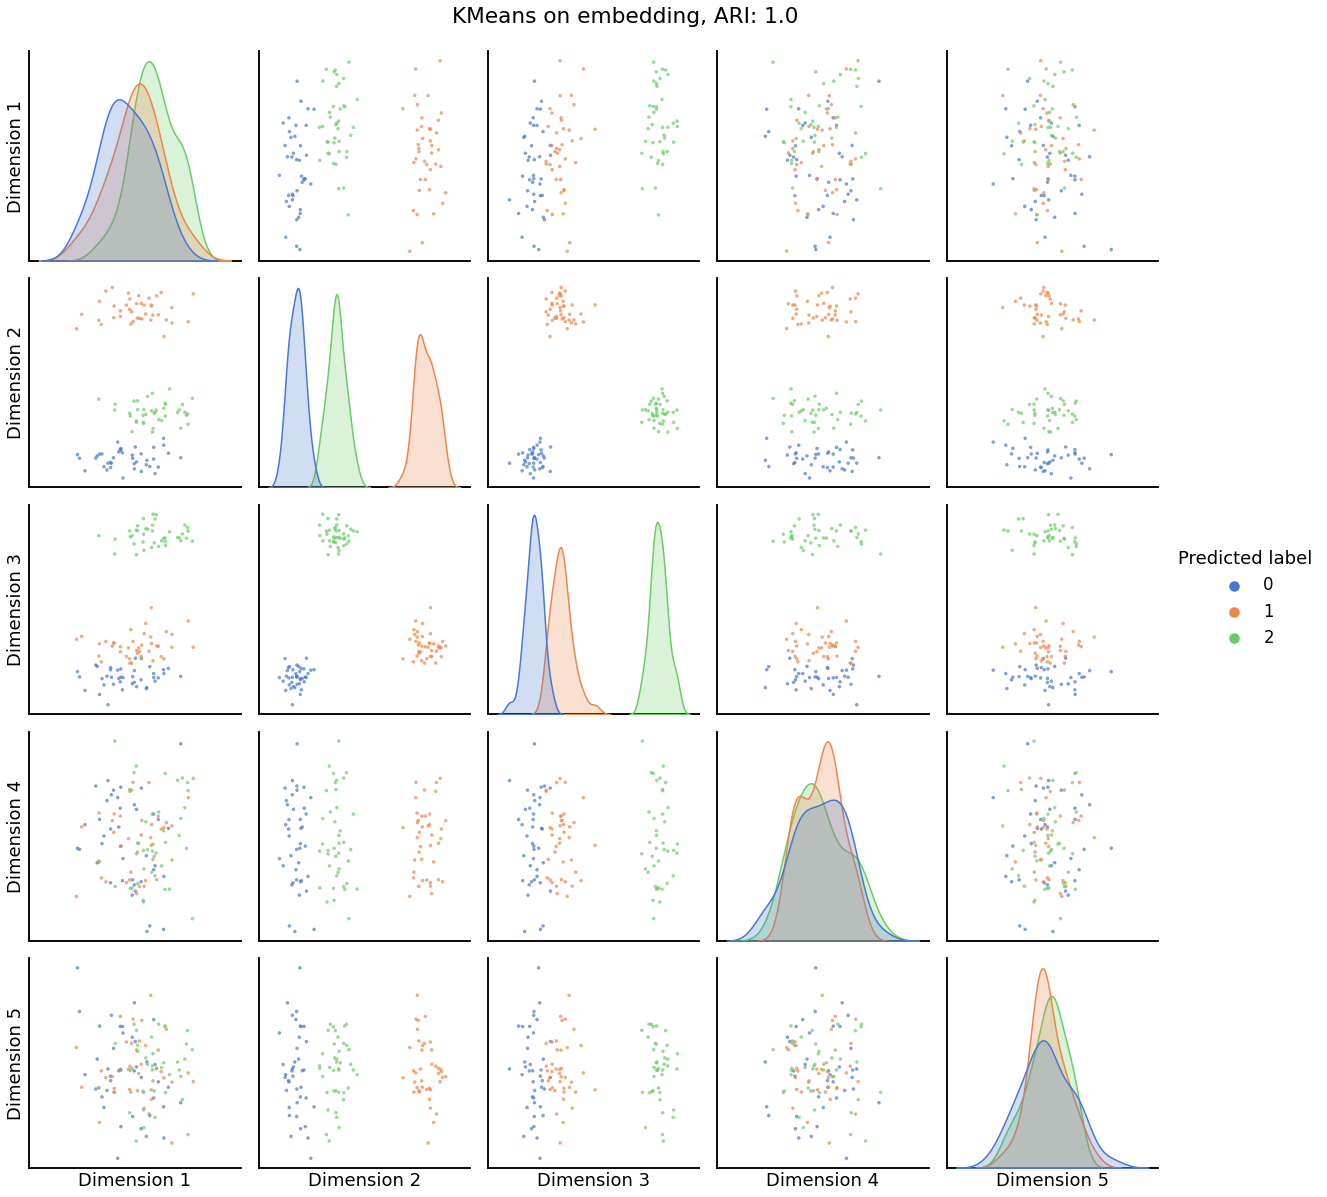 KMeans on embedding, ARI: 1.0
Dimension 1
Dimension 2
Dimension 3
Dimension 4
Dimension 5
Predicted label
0
1
2
Dimension 1
Dimension 2
Dimension 3
Dimension 4
Dimension 5